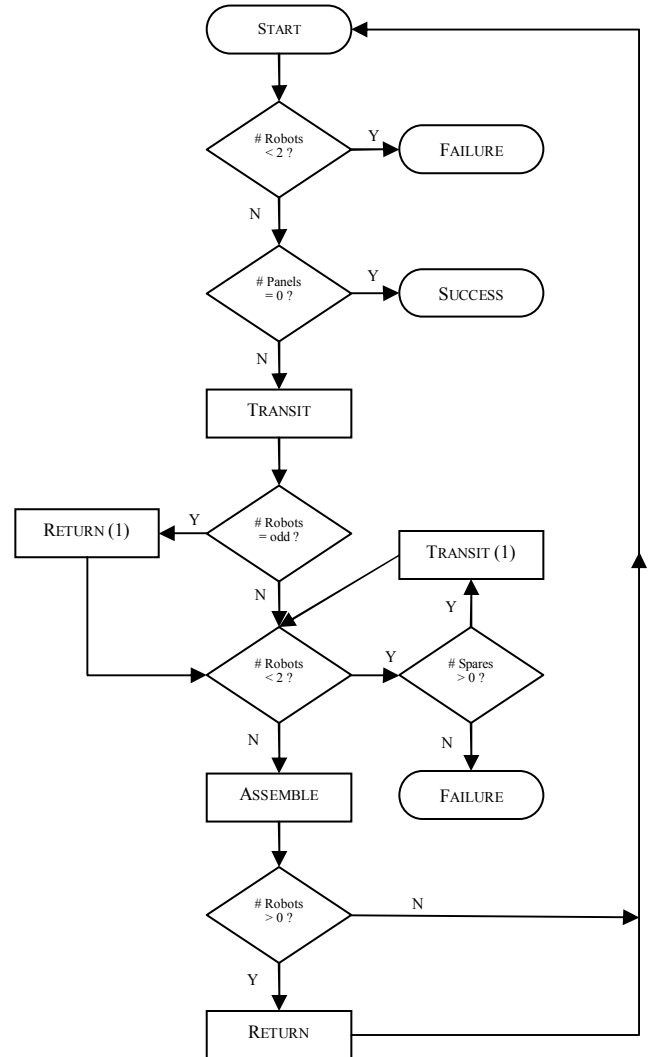 START
# Robots
< 2 ?
Y
FAILURE
N
# Panels
= 0 ?
Y
SUCCESS
N
TRANSIT
RETURN (1)
Y
# Robots
= odd ?
TRANSIT (1)
N
Y
# Robots
< 2 ?
Y
# Spares
> 0 ?
N
N
ASSEMBLE
FAILURE
# Robots
> 0 ?
N
Y
RETURN